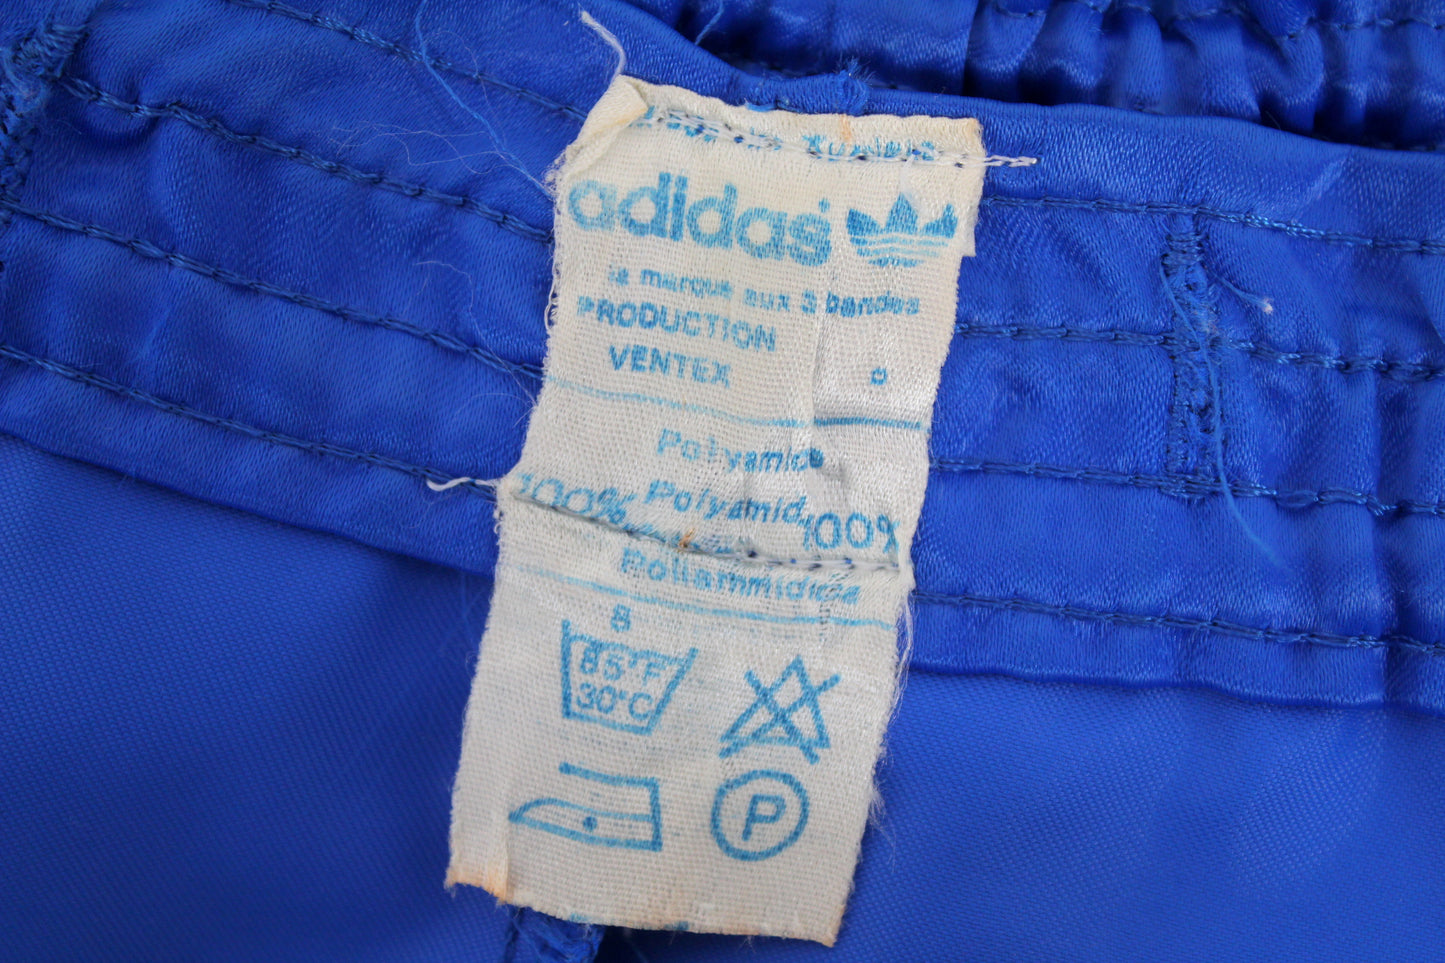 adidas
la marque aux 3 bandes
PRODUCTION
VENTEX
Polyamide
100% Polyamid 100%
Poliammidica
8
85°F
30°C
P